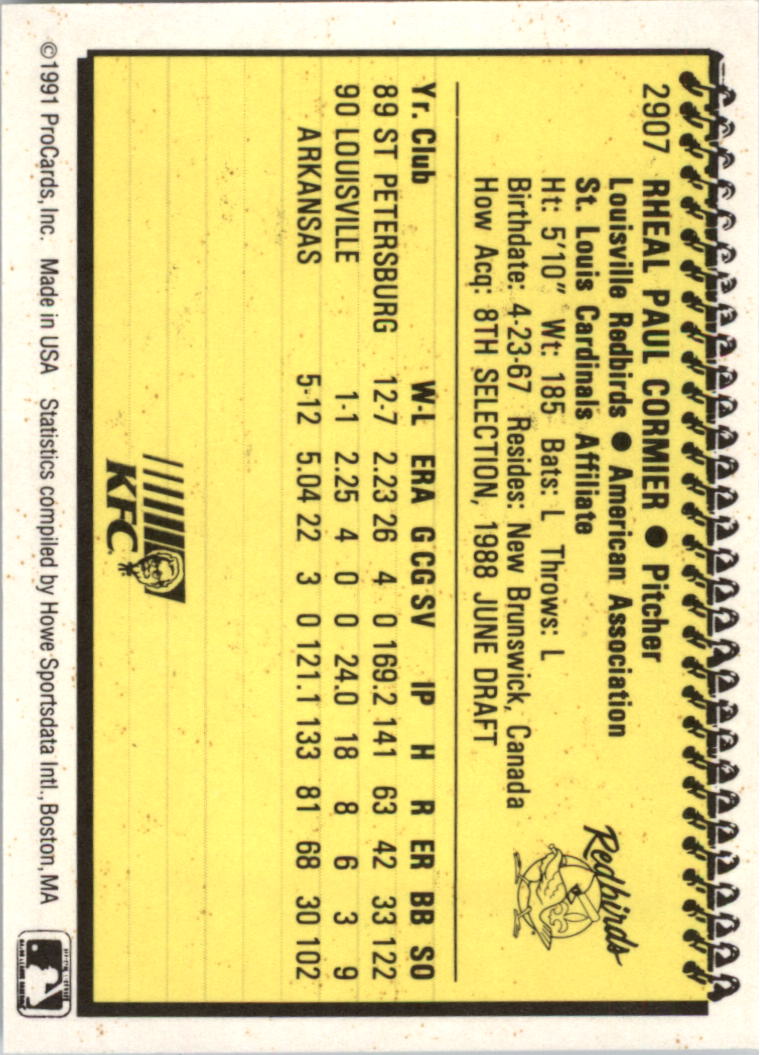 2907 RHEAL PAUL CORMIER ● Pitcher
Louisville Redbirds ● American Association
St. Louis Cardinals Affiliate
Ht: 5'10" Wt: 185 Bats: L Throws: L
Birthdate: 4-23-67 Resides: New Brunswick, Canada
How Acq: 8TH SELECTION, 1988 JUNE DRAFT
Redbirds
Yr. Club W-L ERA G CG SV IP H R ER BB SO
89 ST PETERSBURG 12-7 2.23 26 4 0 169.2 141 63 42 33 122
90 LOUISVILLE 1-1 2.25 4 0 0 24.0 18 8 6 3 9
ARKANSAS 5-12 5.04 22 3 0 121.1 133 81 68 30 102
KFC
©1991 ProCards, Inc. Made in USA Statistics compiled by Howe Sportsdata Intl., Boston, MA